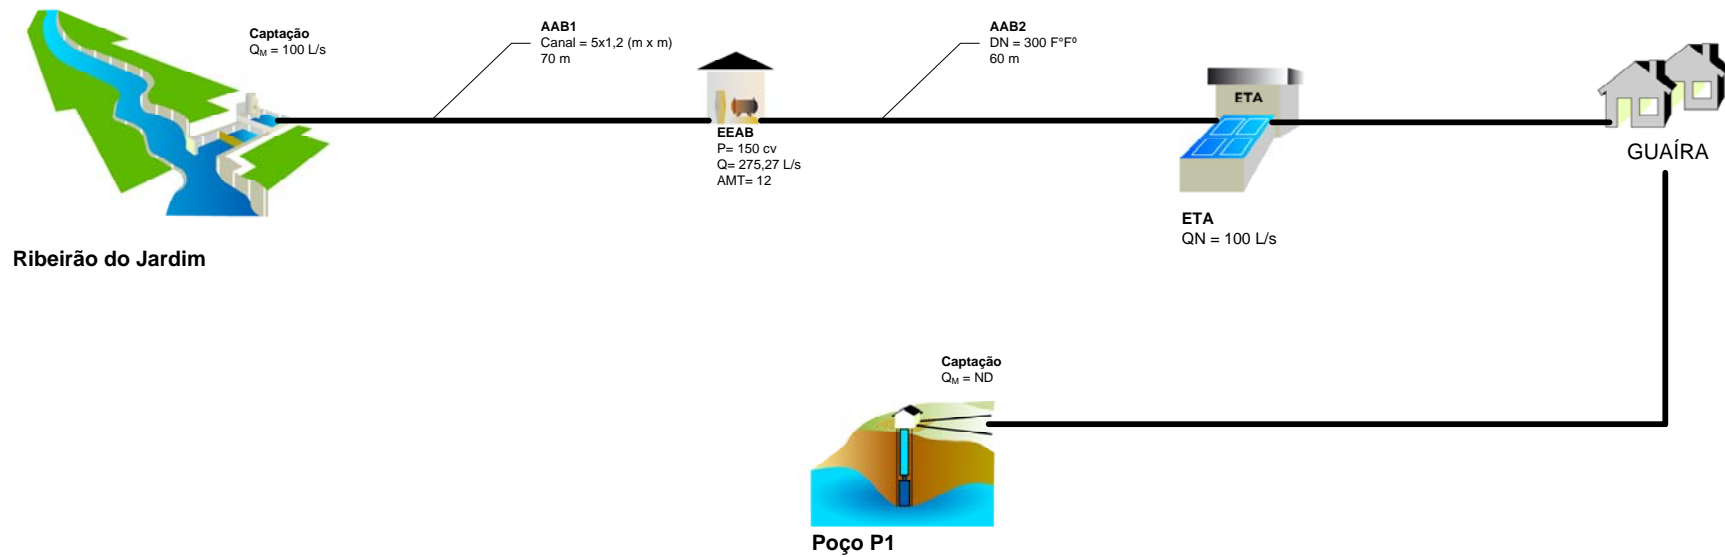 Captação
QM = 100 L/s
AAB1
Canal = 5x1,2 (m x m)
70 m
AAB2
DN = 300 FºFº
60 m
ETA
EEAB
P= 150 cv
Q= 275,27 L/s
AMT= 12
GUAÍRA
ETA
QN = 100 L/s
Ribeirão do Jardim
Captação
QM = ND
Poço P1